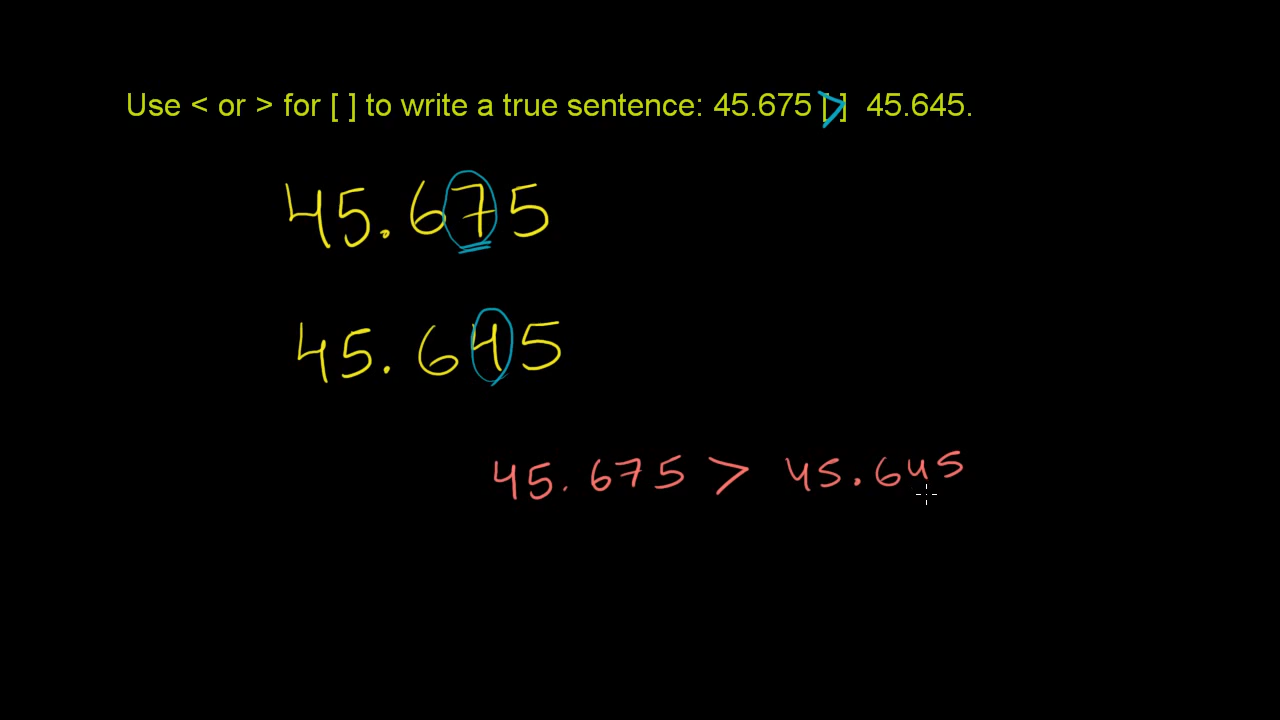 Use < or > for [ ] to write a true sentence: 45.675 [>] 45.645.
45.675
45.645
45.675 > 45.645